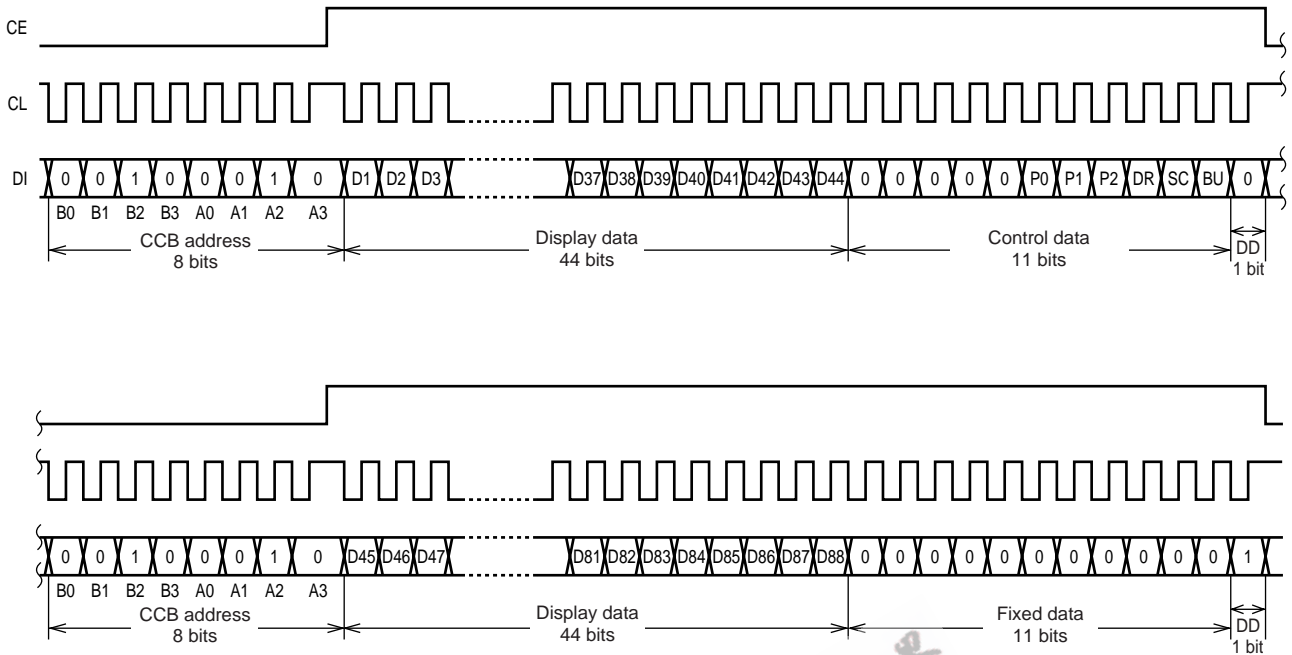 CE
CL
DI 0 0 1 0 0 0 1 0 D1 D2 D3 D37 D38 D39 D40 D41 D42 D43 D44 0 0 0 0 0 P0 P1 P2 DR SC BU 0
B0 B1 B2 B3 A0 A1 A2 A3
CCB address
8 bits
Display data
44 bits
Control data
11 bits
DD
1 bit
0 0 1 0 0 0 1 0 D45 D46 D47 D81 D82 D83 D84 D85 D86 D87 D88 0 0 0 0 0 0 0 0 0 0 0 1
B0 B1 B2 B3 A0 A1 A2 A3
CCB address
8 bits
Display data
44 bits
Fixed data
11 bits
DD
1 bit